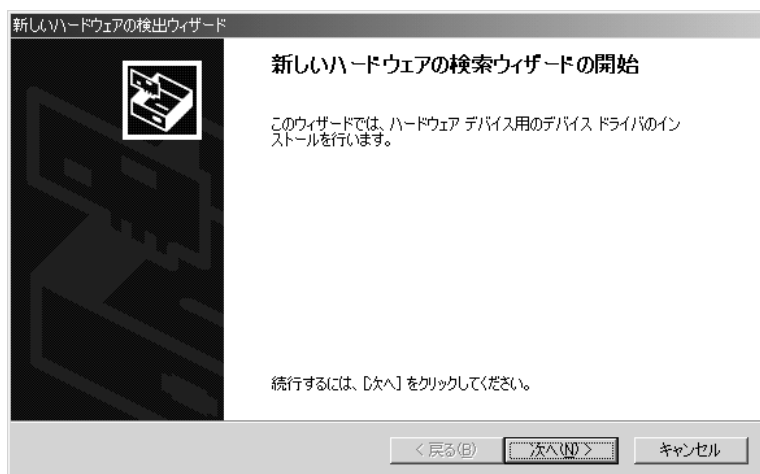 新しいハードウェアの検出ウィザード
新しいハードウェアの検索ウィザードの開始
このウィザードでは、ハードウェア デバイス用のデバイス ドライバのイン
ストールを行います。
続行するには、[次へ] をクリックしてください。
< 戻る(B)
次へ(N) >
キャンセル